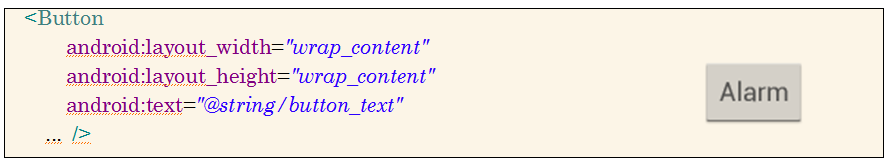 <Button
android:layout_width="wrap_content"
android:layout_height="wrap_content"
android:text="@string/button_text"
... />
Alarm